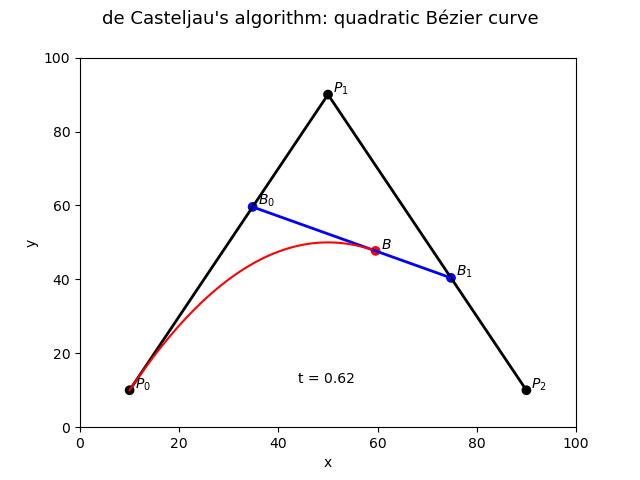 de Casteljau's algorithm: quadratic Bézier curve
100
P₁
80
y
60
B₀
B
40
B₁
20
t = 0.62
P₀
P₂
0
0 20 40 60 80 100
x